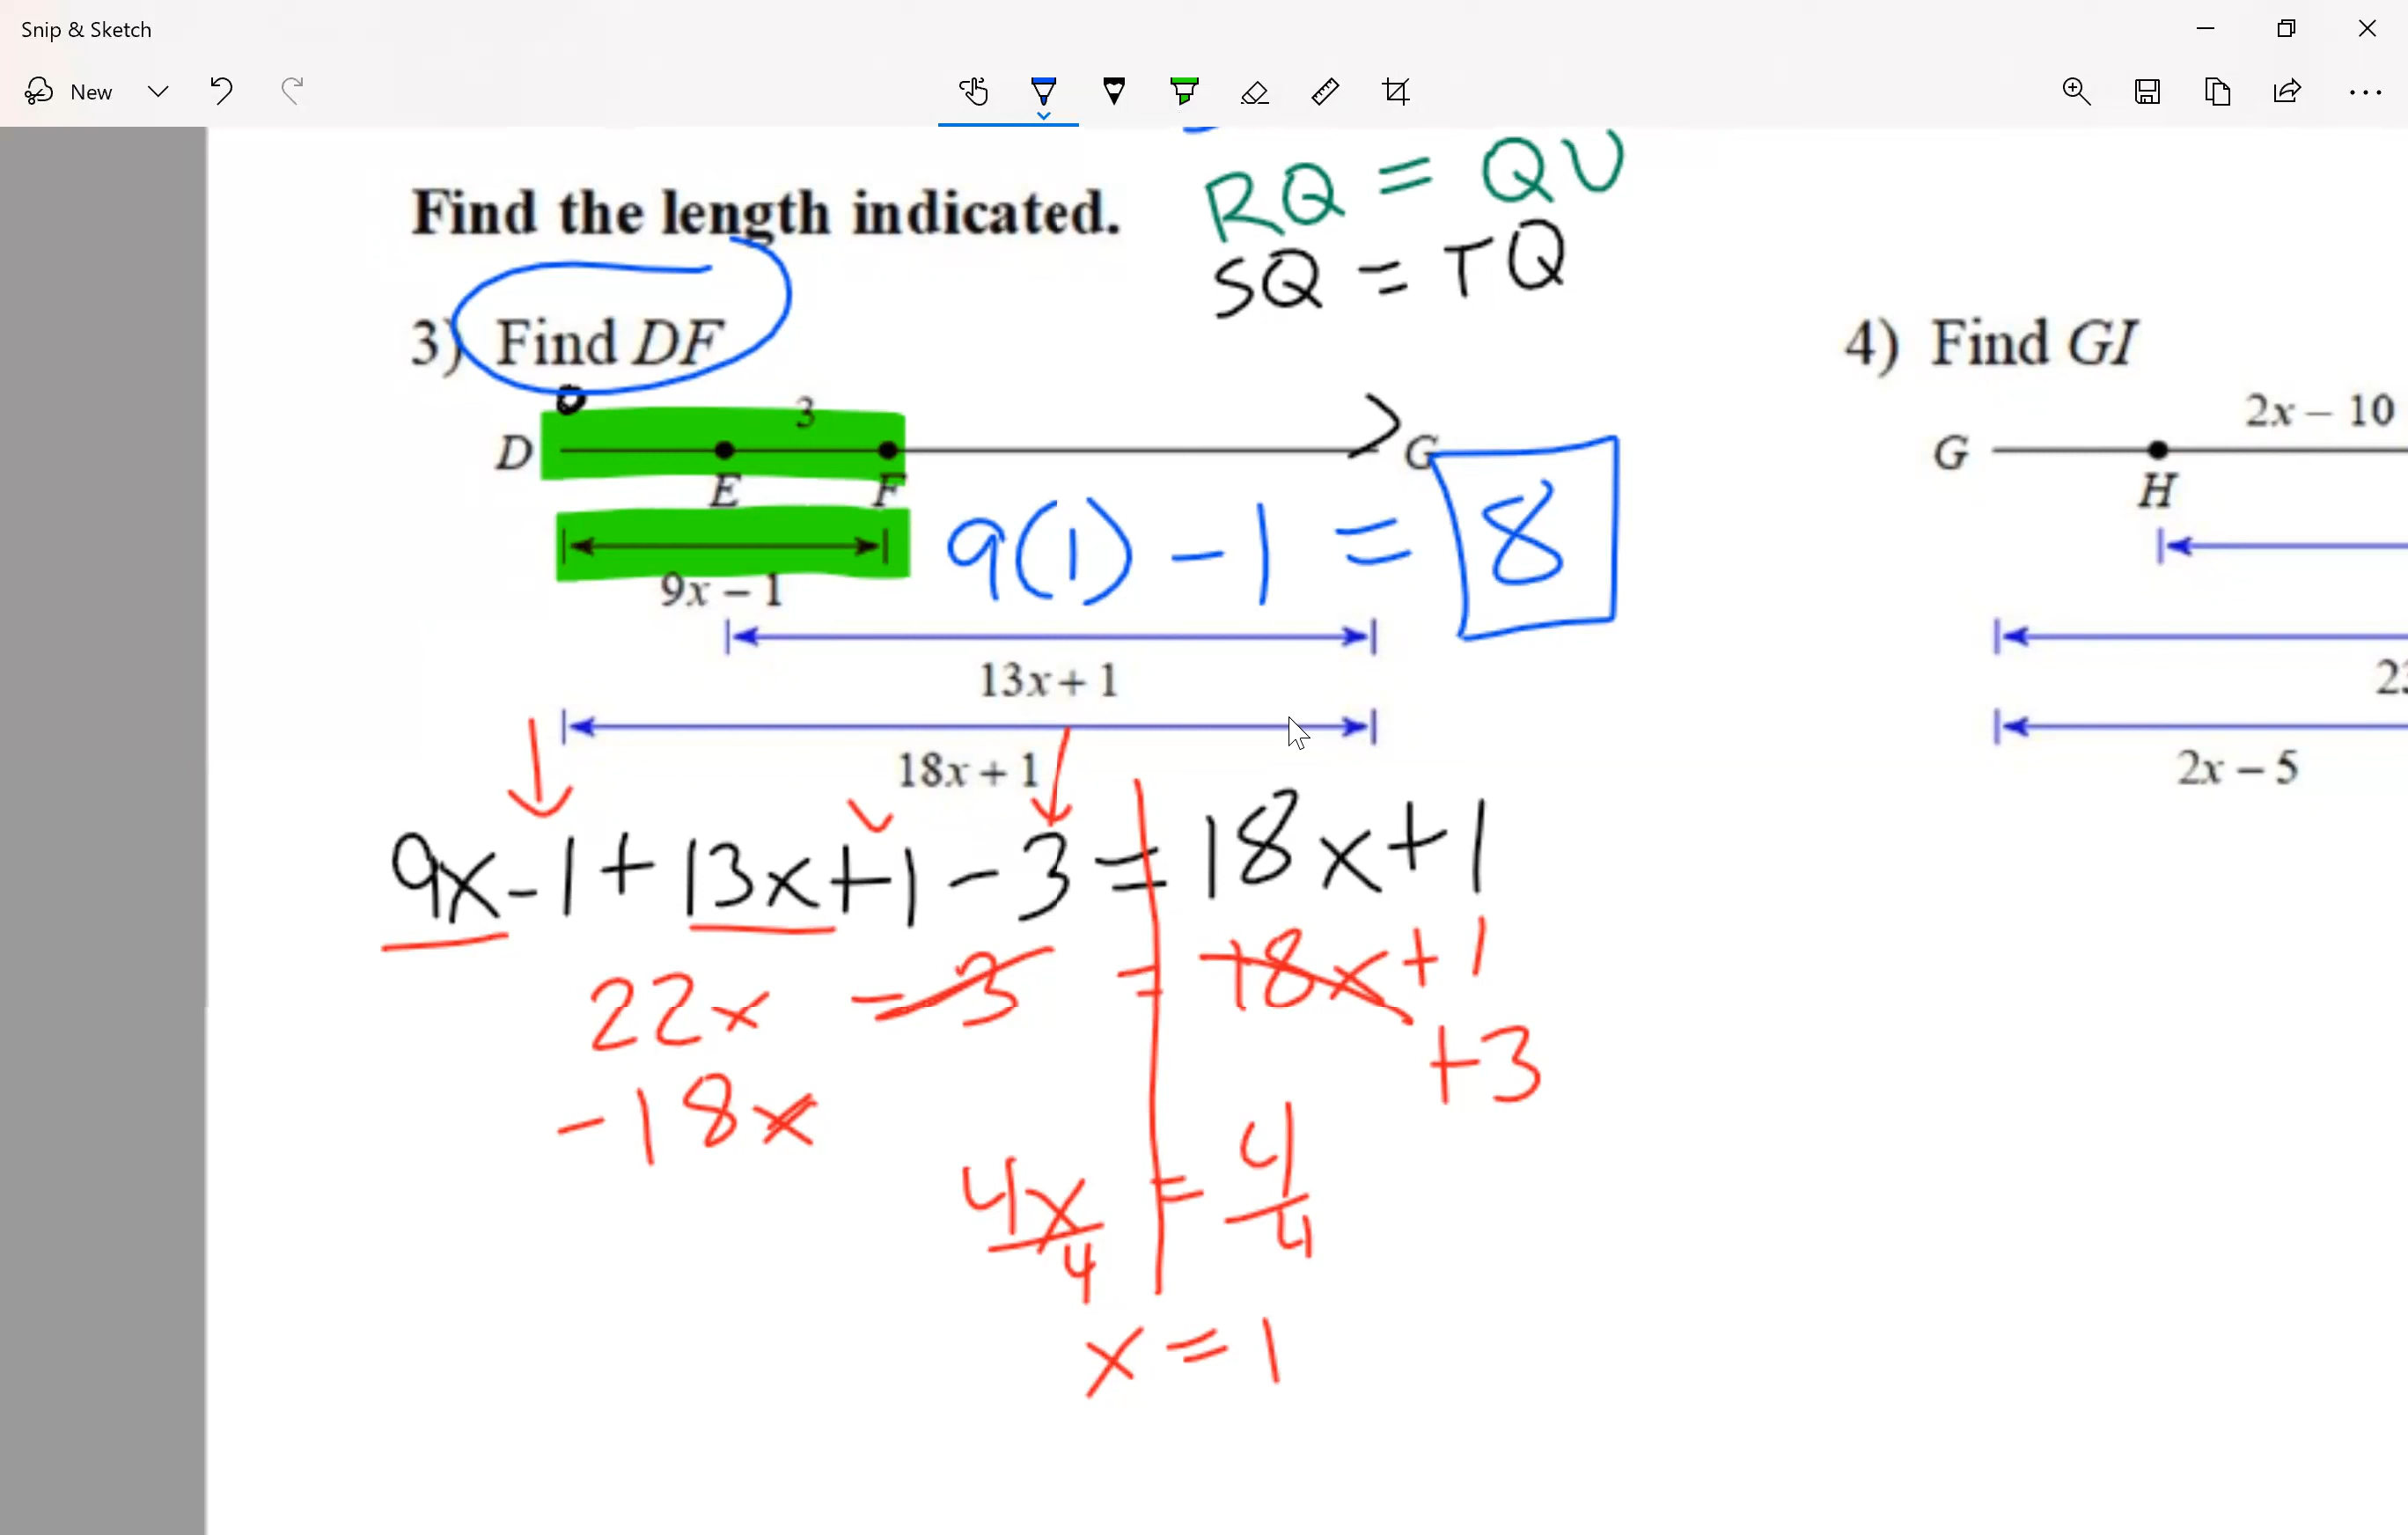 Snip & Sketch
New
RQ = QU
Find the length indicated.
SQ = TQ
3) Find DF
4) Find GI
3
2x – 10
D
G
G
E
F
H
9(1) - 1 = 8
9x – 1
13x + 1
23
18x + 1
2x – 5
9x - 1 + 13x + 1 - 3 = 18x + 1
22x - 3 = 18x + 1
+3
-18x
4x = 4
4 4
x = 1